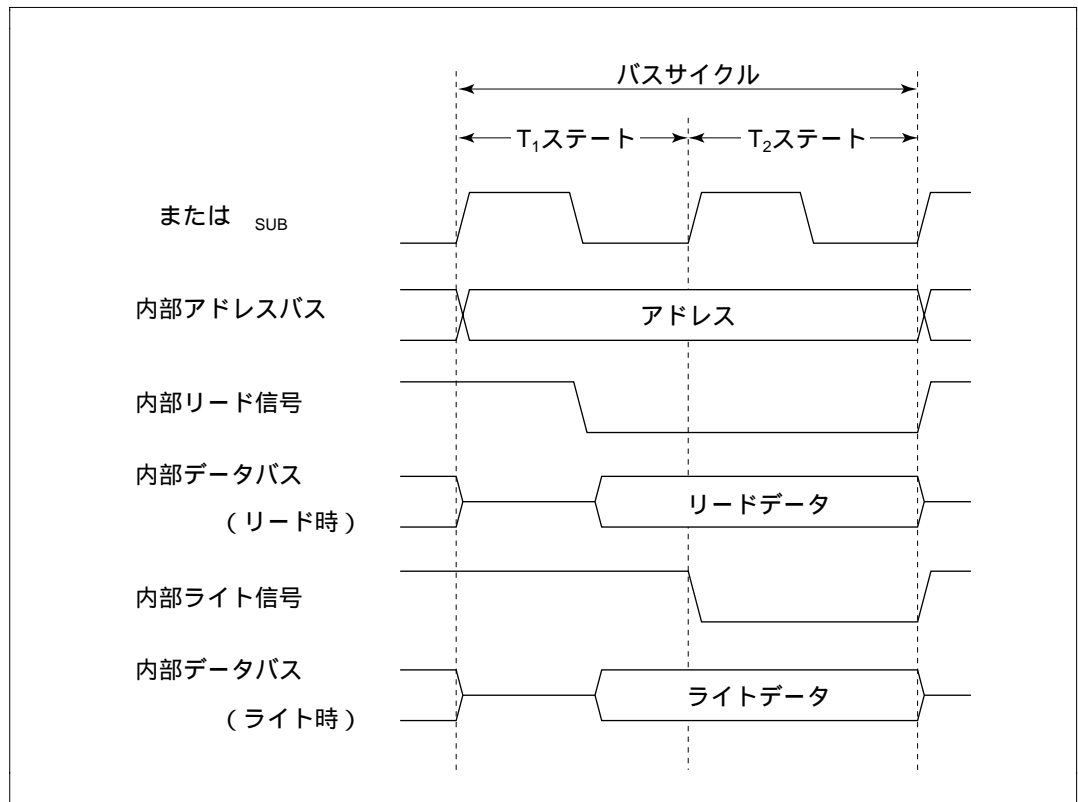 バスサイクル
T₁ステート
T₂ステート
または SUB
内部アドレスバス
アドレス
内部リード信号
内部データバス
(リード時)
リードデータ
内部ライト信号
内部データバス
(ライト時)
ライトデータ